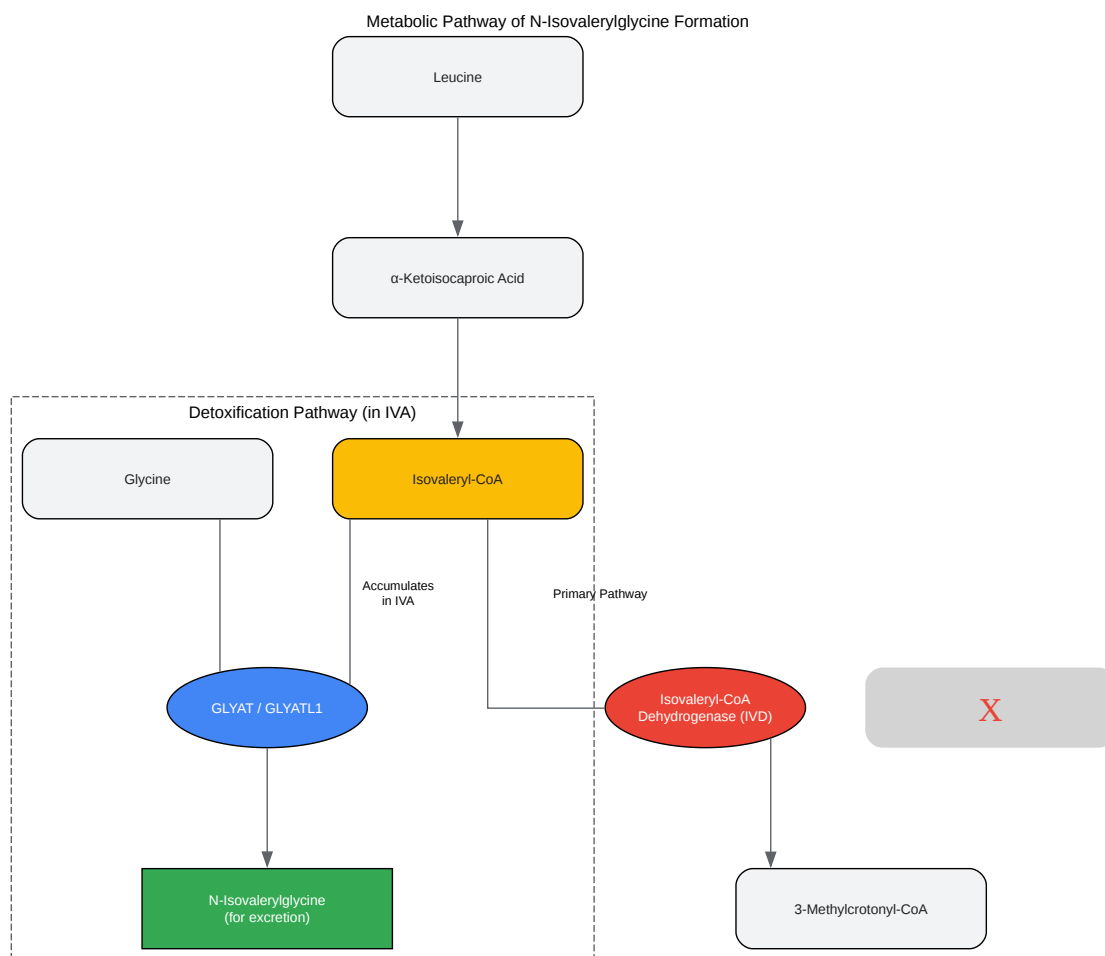 Metabolic Pathway of N-Isovalerylglycine Formation
Leucine
α-Ketoisocaproic Acid
Detoxification Pathway (in IVA)
Glycine
Isovaleryl-CoA
Accumulates
in IVA
Primary Pathway
GLYAT / GLYATL1
Isovaleryl-CoA
Dehydrogenase (IVD)
X
N-Isovalerylglycine
(for excretion)
3-Methylcrotonyl-CoA